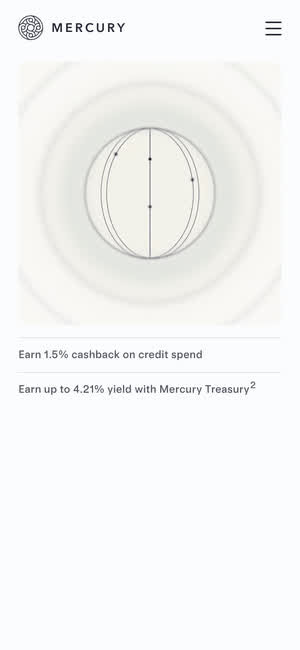 MERCURY
Earn 1.5% cashback on credit spend
Earn up to 4.21% yield with Mercury Treasury2